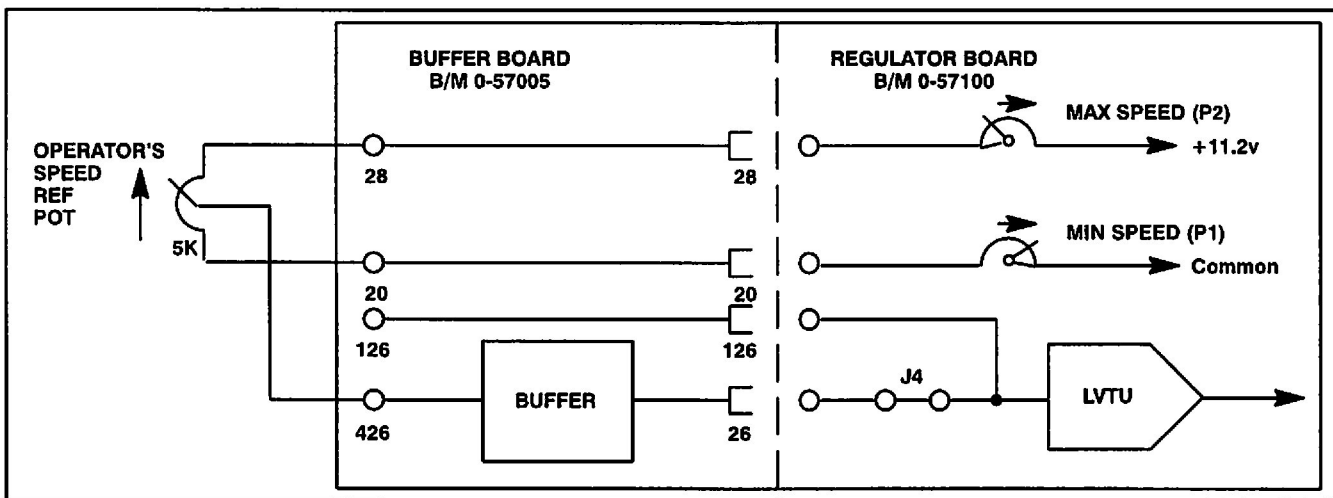 BUFFER BOARD
B/M 0-57005
REGULATOR BOARD
B/M 0-57100
OPERATOR'S
SPEED
REF
POT
5K
28
28
MAX SPEED (P2)
+11.2v
20
20
MIN SPEED (P1)
Common
126
126
426
BUFFER
26
J4
LVTU